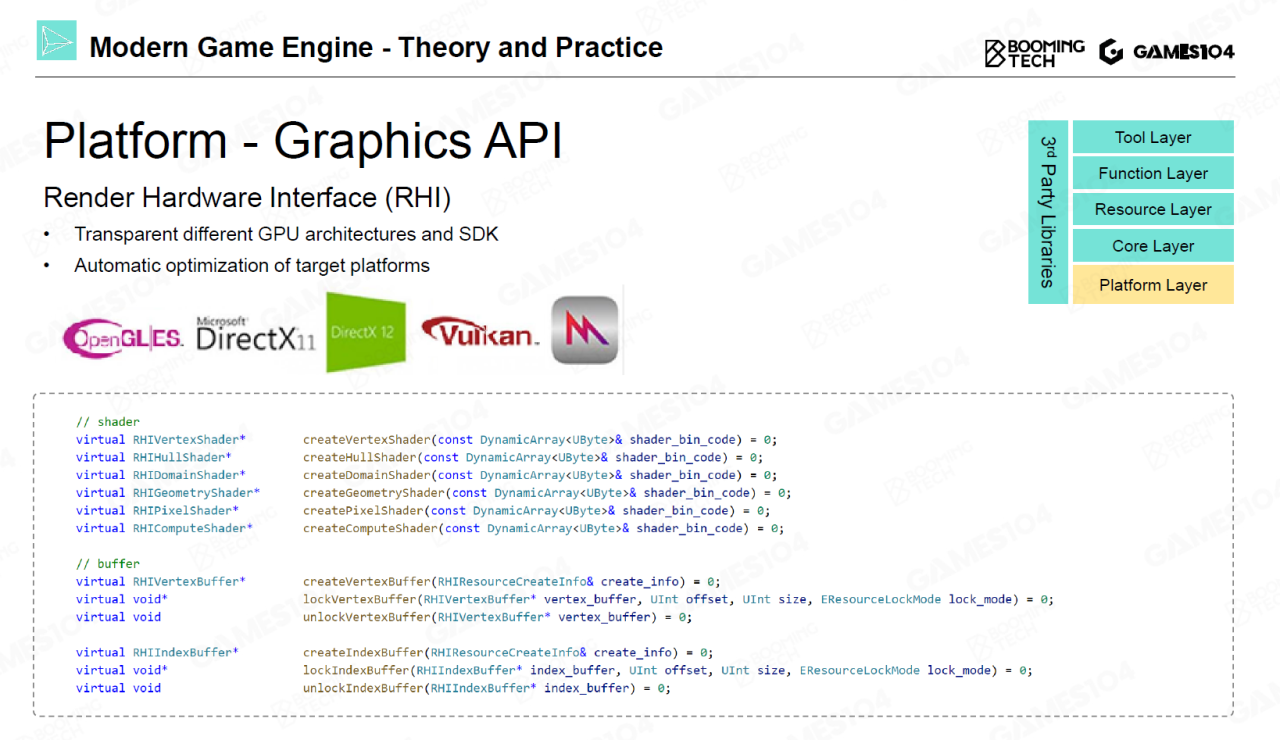 Modern Game Engine - Theory and Practice
BOOMING
TECH
GAMES104
Platform - Graphics API
Render Hardware Interface (RHI)
• Transparent different GPU architectures and SDK
• Automatic optimization of target platforms
3rd Party Libraries
Tool Layer
Function Layer
Resource Layer
Core Layer
Platform Layer
OpenGL|ES.
Microsoft®
DirectX11
DirectX 12
Vulkan.
// shader
virtual RHIVertexShader* createVertexShader(const DynamicArray<UByte>& shader_bin_code) = 0;
virtual RHIHullShader* createHullShader(const DynamicArray<UByte>& shader_bin_code) = 0;
virtual RHIDomainShader* createDomainShader(const DynamicArray<UByte>& shader_bin_code) = 0;
virtual RHIGeometryShader* createGeometryShader(const DynamicArray<UByte>& shader_bin_code) = 0;
virtual RHIPixelShader* createPixelShader(const DynamicArray<UByte>& shader_bin_code) = 0;
virtual RHIComputeShader* createComputeShader(const DynamicArray<UByte>& shader_bin_code) = 0;
// buffer
virtual RHIVertexBuffer* createVertexBuffer(RHIResourceCreateInfo& create_info) = 0;
virtual void* lockVertexBuffer(RHIVertexBuffer* vertex_buffer, UInt offset, UInt size, EResourceLockMode lock_mode) = 0;
virtual void unlockVertexBuffer(RHIVertexBuffer* vertex_buffer) = 0;
virtual RHIIndexBuffer* createIndexBuffer(RHIResourceCreateInfo& create_info) = 0;
virtual void* lockIndexBuffer(RHIIndexBuffer* index_buffer, UInt offset, UInt size, EResourceLockMode lock_mode) = 0;
virtual void unlockIndexBuffer(RHIIndexBuffer* index_buffer) = 0;